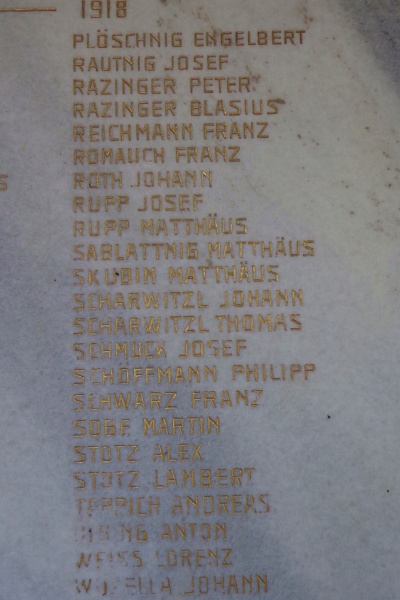 1918
PLÖSCHNIG ENGELBERT
RAUTNIG JOSEF
RAZINGER PETER
RAZINGER BLASIUS
REICHMANN FRANZ
ROMAUCH FRANZ
ROTH JOHANN
RUPP JOSEF
RUPP MATTHÄUS
SABLATTNIG MATTHÄUS
SKUBIN MATTHÄUS
SCHARWITZL JOHANN
SCHARWITZL THOMAS
SCHMUCK JOSEF
SCHÖFFMANN PHILIPP
SCHWARZ FRANZ
SOBE MARTIN
STOTZ ALEX
STOTZ LAMBERT
TEPPICH ANDREAS
ANTON
WEISS LORENZ
JOHANN